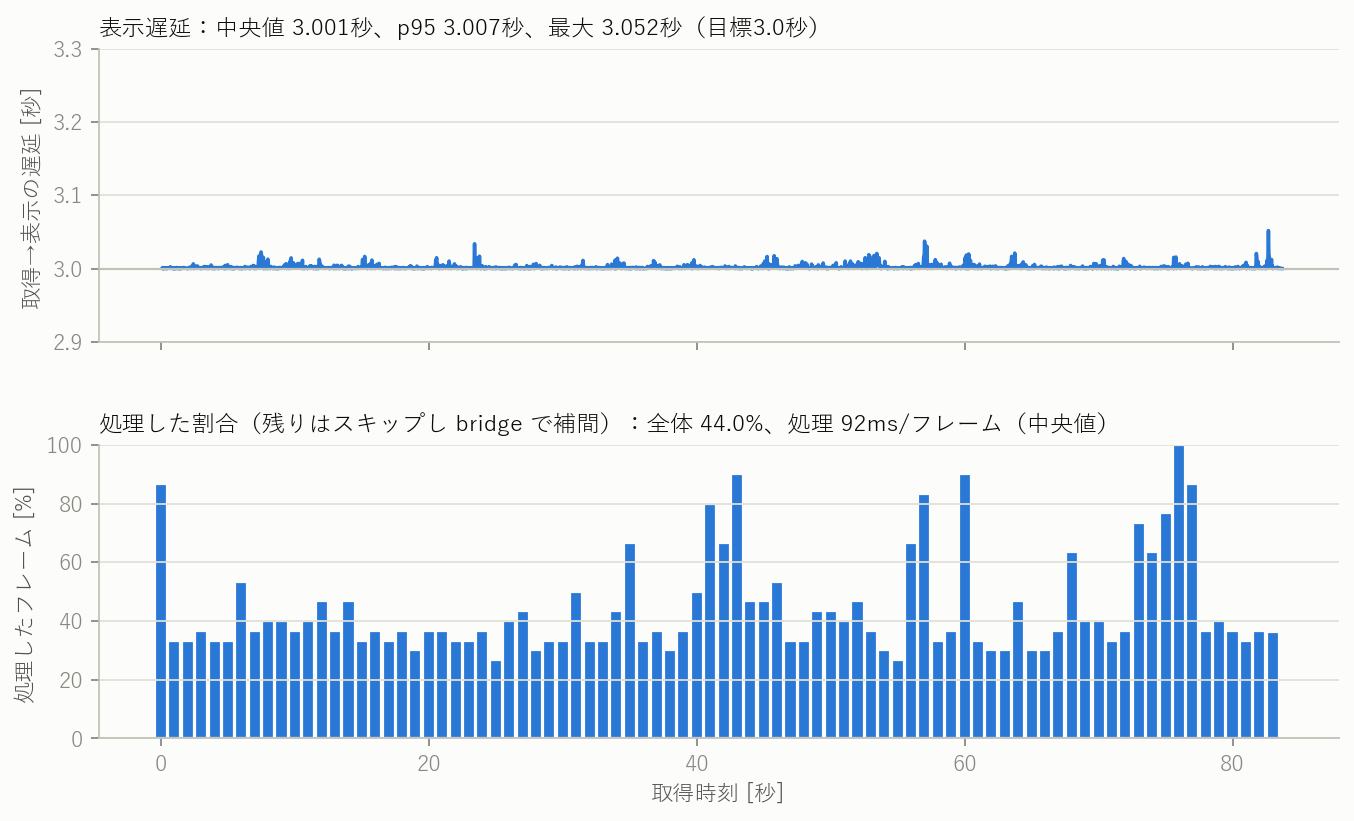 表示遅延：中央値 3.001秒、p95 3.007秒、最大 3.052秒（目標3.0秒）
取得→表示の遅延 [秒]
3.3
3.2
3.1
3.0
2.9
処理した割合（残りはスキップし bridge で補間）：全体 44.0%、処理 92ms/フレーム（中央値）
処理したフレーム [%]
100
80
60
40
20
0
0 20 40 60 80
取得時刻 [秒]